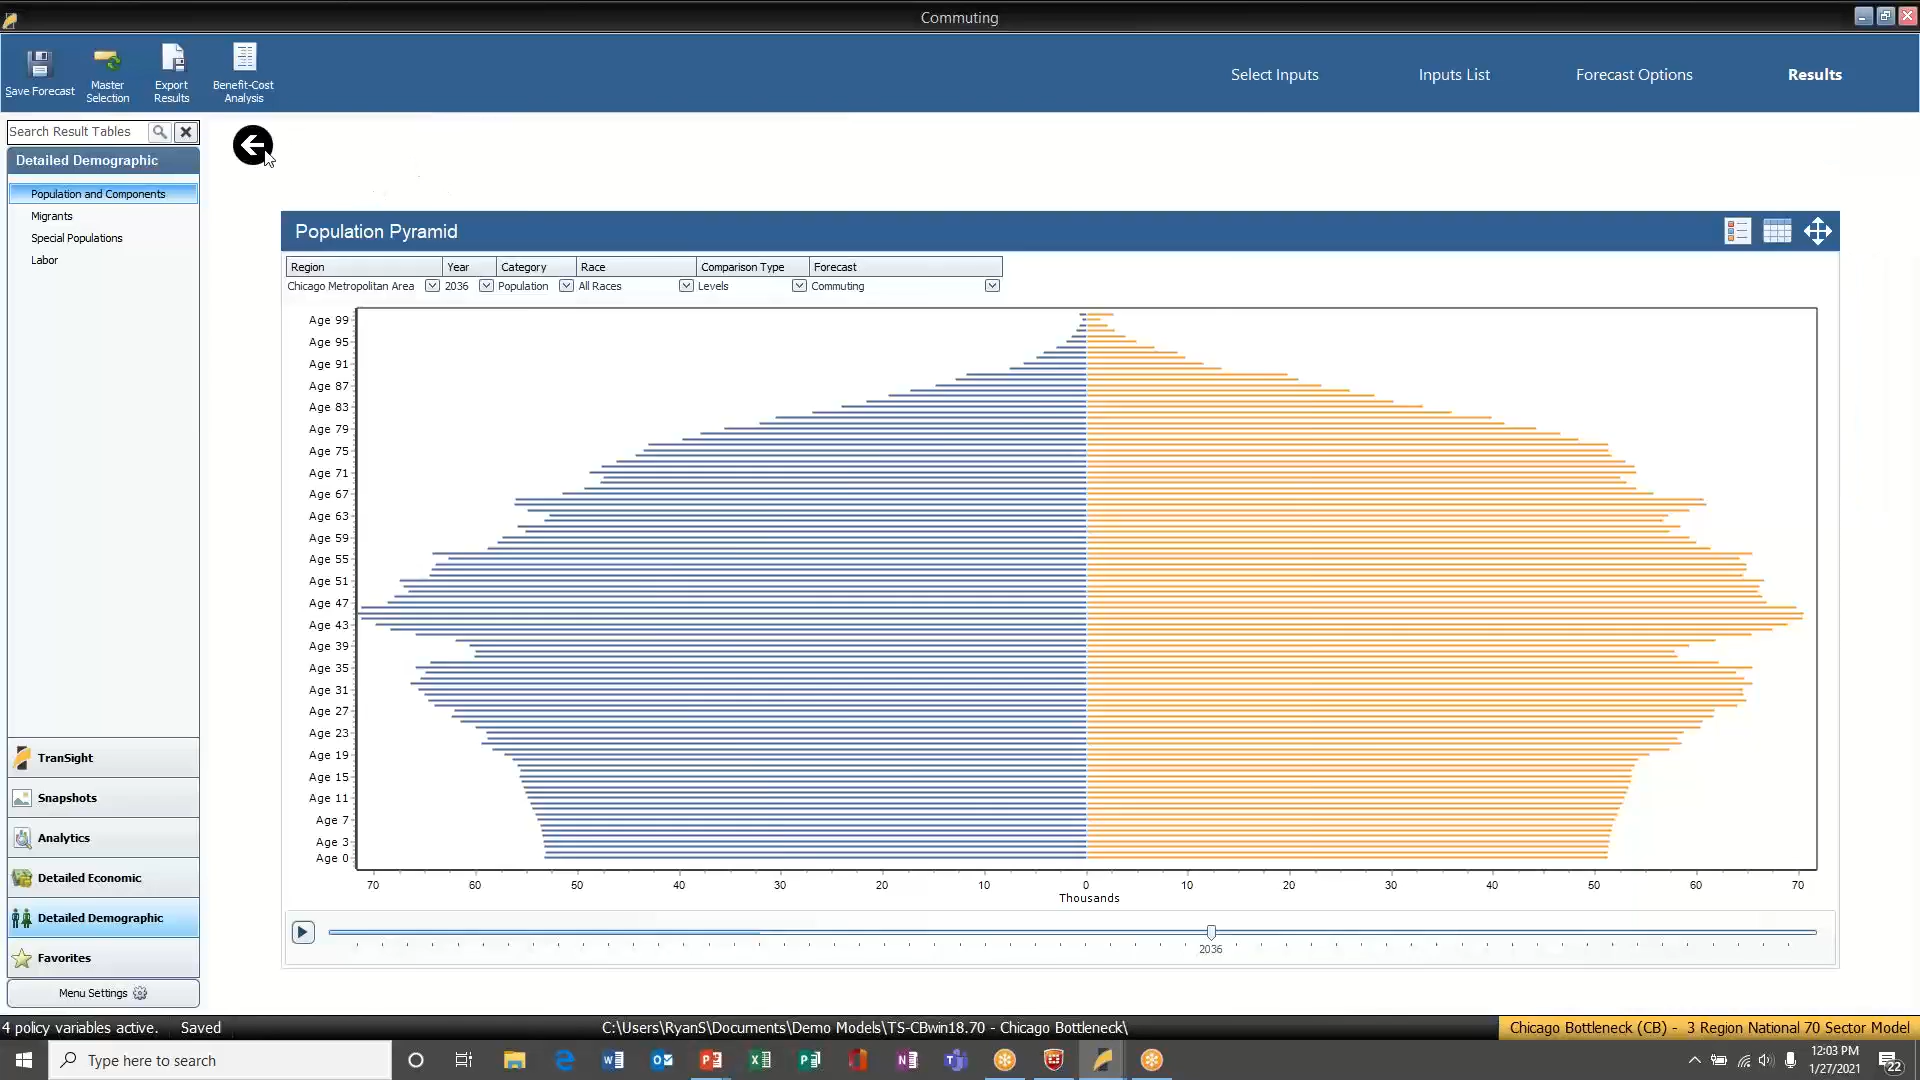 Commuting
Save Forecast
Master Selection
Export Results
Benefit-Cost Analysis
Select Inputs
Inputs List
Forecast Options
Results
Search Result Tables
Detailed Demographic
Population and Components
Migrants
Special Populations
Labor
Population Pyramid
Region Year Category Race Comparison Type Forecast
Chicago Metropolitan Area 2036 Population All Races Levels Commuting
Age 99
Age 95
Age 91
Age 87
Age 83
Age 79
Age 75
Age 71
Age 67
Age 63
Age 59
Age 55
Age 51
Age 47
Age 43
Age 39
Age 35
Age 31
Age 27
Age 23
Age 19
Age 15
Age 11
Age 7
Age 3
Age 0
70 60 50 40 30 20 10 0 10 20 30 40 50 60 70
Thousands
2036
TranSight
Snapshots
Analytics
Detailed Economic
Detailed Demographic
Favorites
Menu Settings
4 policy variables active. Saved
C:\Users\RyanS\Documents\Demo Models\TS-CBwin18.70 - Chicago Bottleneck\
Chicago Bottleneck (CB) - 3 Region National 70 Sector Model
Type here to search
12:03 PM
1/27/2021
22